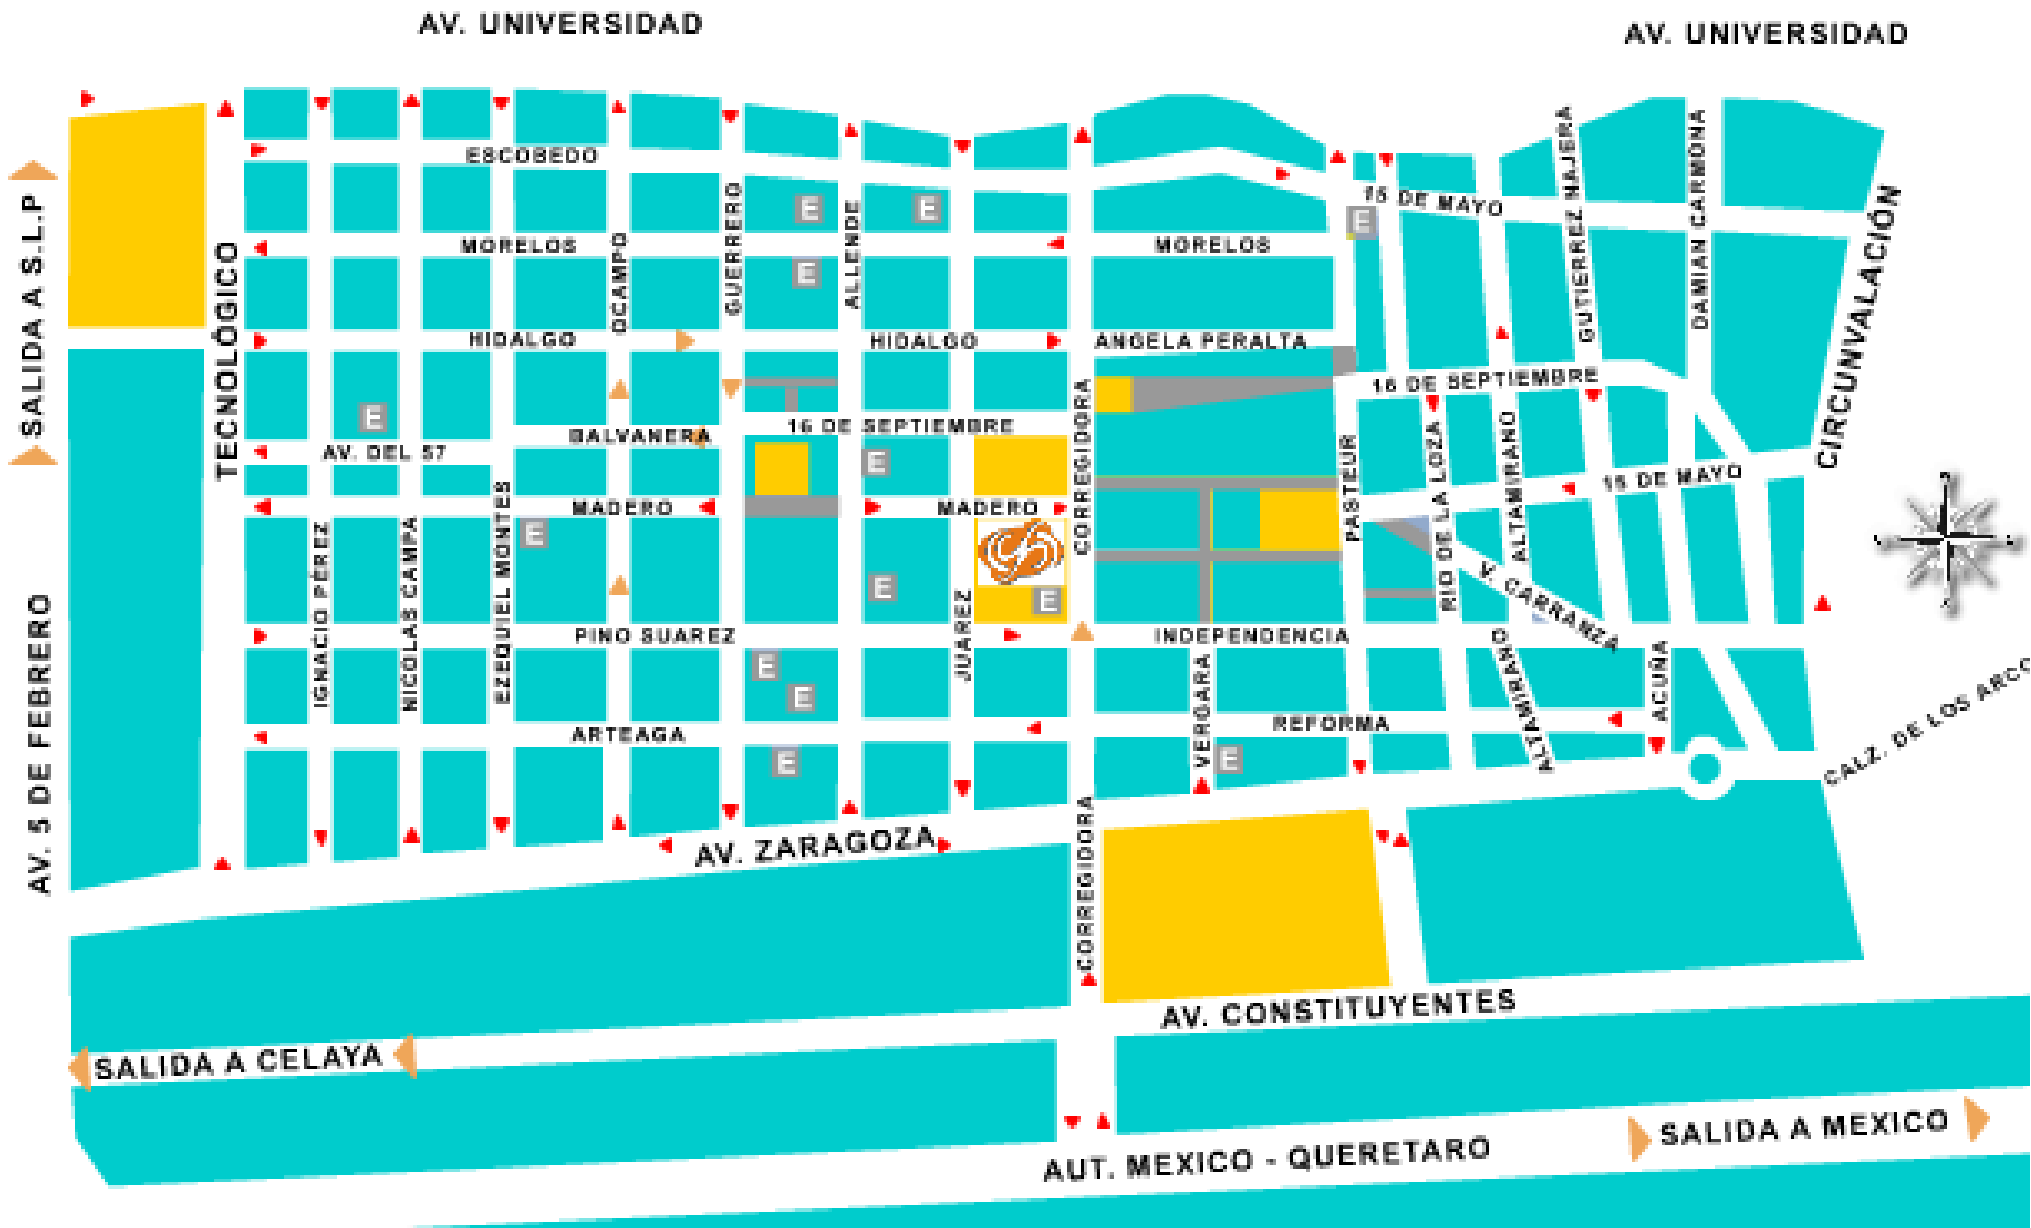 AV. UNIVERSIDAD
AV. UNIVERSIDAD
ESCOBEDO
15 DE MAYO
GUTIERREZ NAJERA
DAMIAN CARMONA
CIRCUNVALACIÓN
SALIDA A S.L.P
TECNOLÓGICO
MORELOS
OCAMPO
GUERRERO
ALLENDE
MORELOS
E
E
E
E
HIDALGO
HIDALGO
ANGELA PERALTA
16 DE SEPTIEMBRE
E
BALVANERA
16 DE SEPTIEMBRE
AV. DEL 57
E
CORREGIDORA
PASTEUR
RIO DE LA LOZA
ALTAMIRANO
15 DE MAYO
MADERO
MADERO
E
E
E
V. CARRANZA
AV. 5 DE FEBRERO
IGNACIO PÉREZ
NICOLAS CAMPA
EZEQUIEL MONTES
PINO SUAREZ
JUAREZ
INDEPENDENCIA
E
E
VERGARA
ALTAMIRANO
ACUÑA
CALZ. DE LOS ARCO
ARTEAGA
REFORMA
E
E
AV. ZARAGOZA
CORREGIDORA
AV. CONSTITUYENTES
SALIDA A CELAYA
SALIDA A MEXICO
AUT. MEXICO - QUERETARO